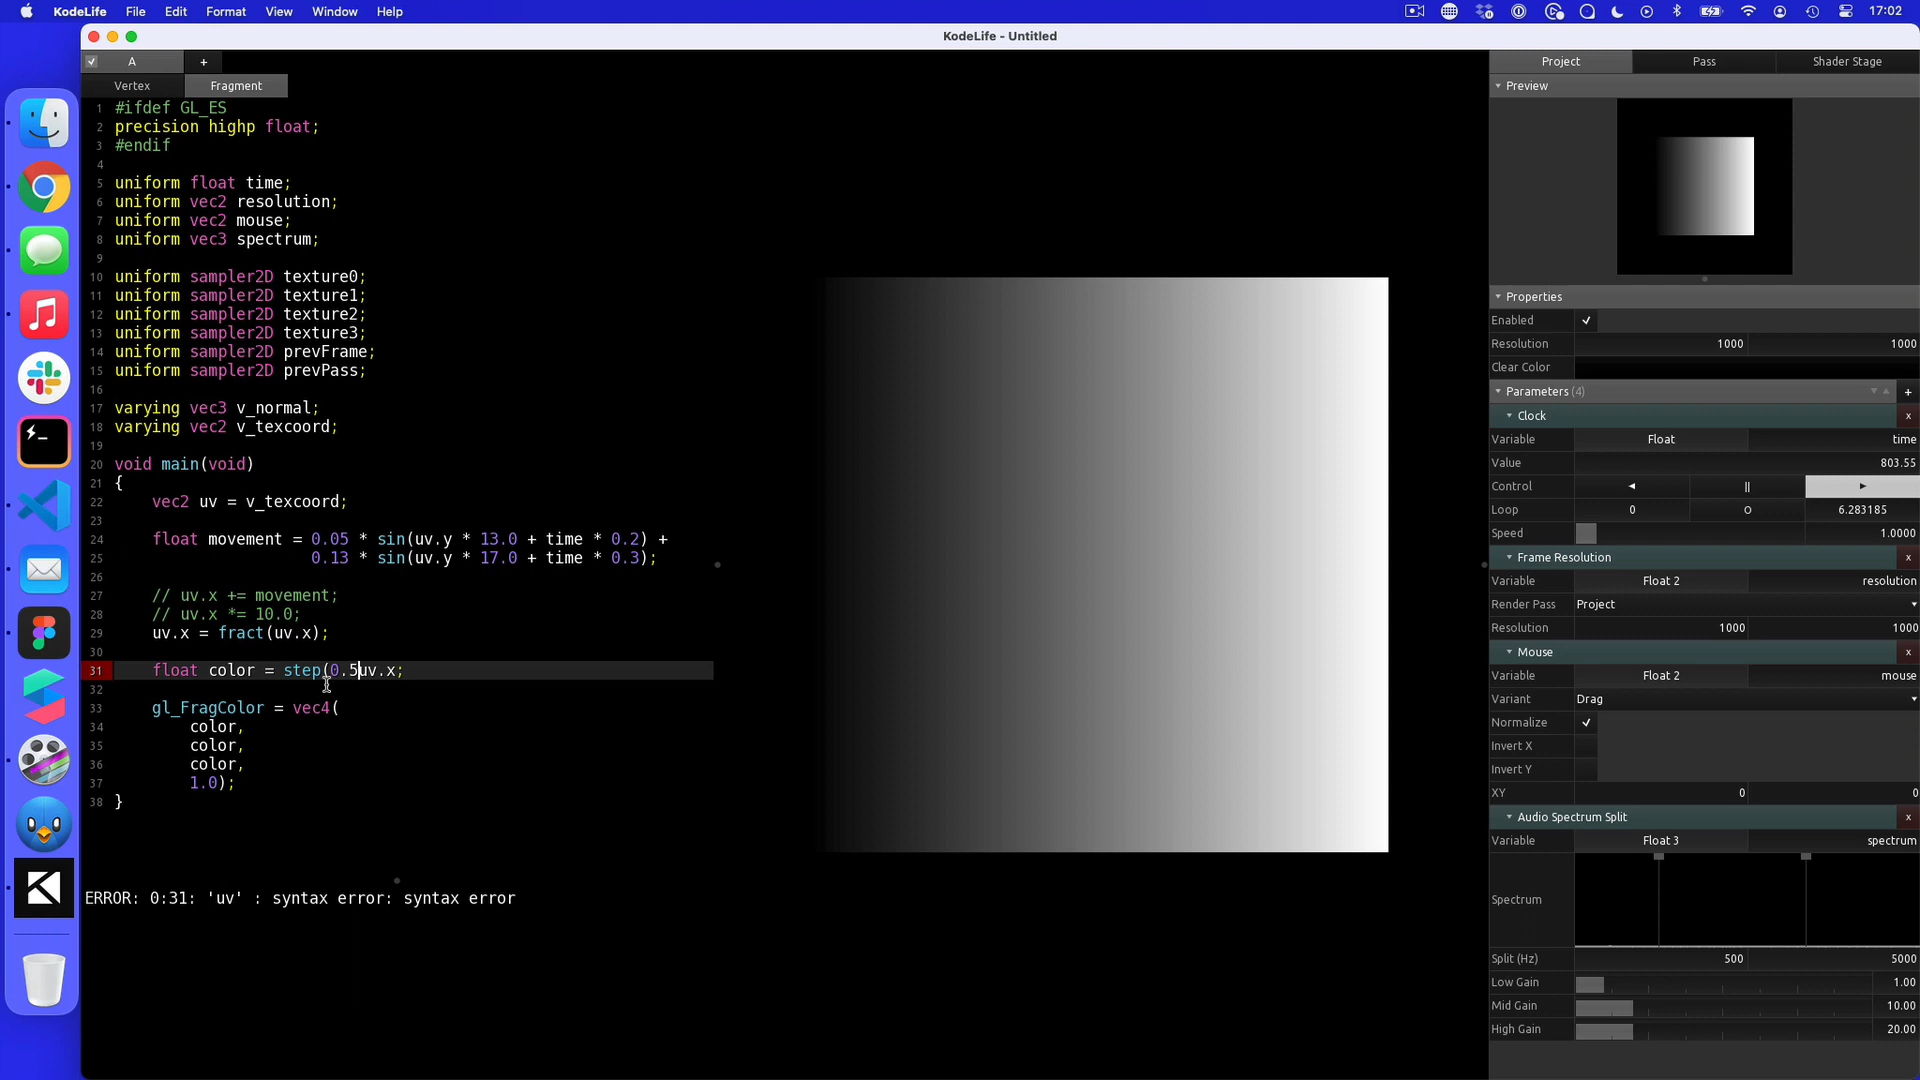 KodeLife File Edit Format View Window Help 17:02
KodeLife - Untitled
A +
Vertex Fragment
1 #ifdef GL_ES
2 precision highp float;
3 #endif
4
5 uniform float time;
6 uniform vec2 resolution;
7 uniform vec2 mouse;
8 uniform vec3 spectrum;
9
10 uniform sampler2D texture0;
11 uniform sampler2D texture1;
12 uniform sampler2D texture2;
13 uniform sampler2D texture3;
14 uniform sampler2D prevFrame;
15 uniform sampler2D prevPass;
16
17 varying vec3 v_normal;
18 varying vec2 v_texcoord;
19
20 void main(void)
21 {
22 vec2 uv = v_texcoord;
23
24 float movement = 0.05 * sin(uv.y * 13.0 + time * 0.2) +
25 0.13 * sin(uv.y * 17.0 + time * 0.3);
26
27 // uv.x += movement;
28 // uv.x *= 10.0;
29 uv.x = fract(uv.x);
30
31 float color = step(0.5uv.x;
32
33 gl_FragColor = vec4(
34 color,
35 color,
36 color,
37 1.0);
38 }
ERROR: 0:31: 'uv' : syntax error: syntax error
Project Pass Shader Stage
Preview
Properties
Enabled
Resolution 1000 1000
Clear Color
Parameters (4) +
Clock x
Variable Float time
Value 803.55
Control
Loop 0 O 6.283185
Speed 1.0000
Frame Resolution x
Variable Float 2 resolution
Render Pass Project
Resolution 1000 1000
Mouse x
Variable Float 2 mouse
Variant Drag
Normalize
Invert X
Invert Y
XY 0 0
Audio Spectrum Split x
Variable Float 3 spectrum
Spectrum
Split (Hz) 500 5000
Low Gain 1.00
Mid Gain 10.00
High Gain 20.00